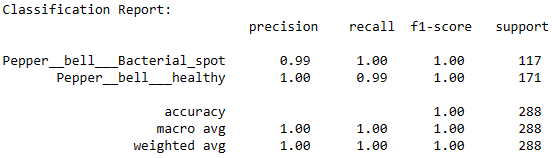 Classification Report:
precision recall f1-score support
Pepper__bell___Bacterial_spot 0.99 1.00 1.00 117
Pepper__bell___healthy 1.00 0.99 1.00 171
accuracy 1.00 288
macro avg 1.00 1.00 1.00 288
weighted avg 1.00 1.00 1.00 288